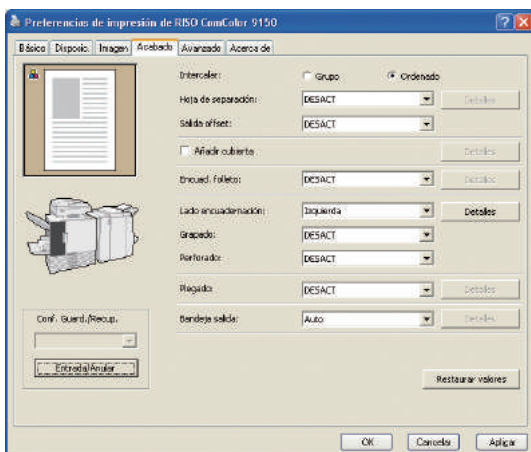 Preferencias de impresión de RISO ComColor 9150
Básico Disposic. Imagen Acabado Avanzado Acerca de
Intercalar: Grupo Ordenado
Hoja de separación: DESACT Detalles
Salida offset: DESACT
Añadir cubierta Detalles
Encuad. folleto: DESACT Detalles
Lado encuadernación: Izquierda Detalles
Grapado: DESACT
Perforado: DESACT
Plegado: DESACT Detalles
Conf. Guard./Recup.
Bandeja salida: Auto Detalles
Entrada/Anular
Restaurar valores
OK Cancelar Aplicar